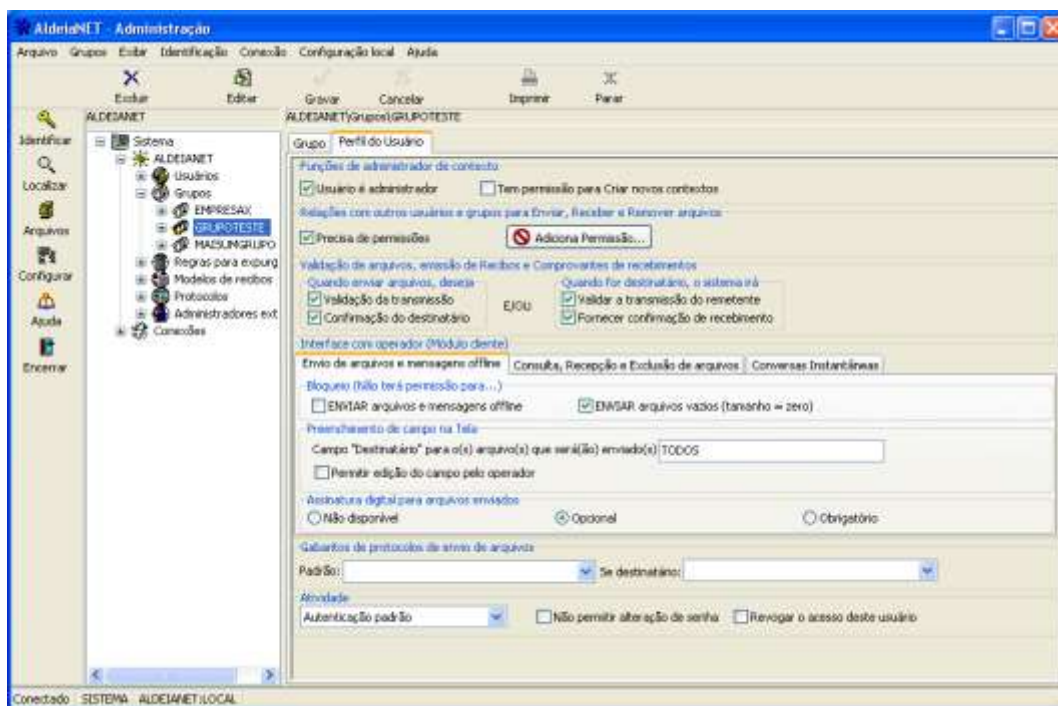 AldeiaNET - Administração
Arquivo Grupos Exibir Identificação Conexão Configuração local Ajuda
Excluir Editar Gravar Cancelar Imprimir Parar
Identificar
Localizar
Arquivos
Configurar
Ajuda
Encerrar
ALDEIANET
Sistema
ALDEIANET
Usuários
Grupos
EMPRESAX
GRUPOTESTE
MAISUMGRUPO
Regras para expurg
Modelos de recibos
Protocolos
Administradores ext
Conexões
ALDEIANET\Grupos\GRUPOTESTE
Grupo Perfil do Usuário
Funções de administrador de contexto
Usuário é administrador Tem permissão para Criar novos contextos
Relações com outros usuários e grupos para Enviar, Receber e Remover arquivos
Precisa de permissões Adiciona Permissão...
Validação de arquivos, emissão de Recibos e Comprovantes de recebimentos
Quando enviar arquivos, deseja Quando for destinatário, o sistema irá
Validação da transmissão E/OU Validar a transmissão do remetente
Confirmação do destinatário Fornecer confirmação de recebimento
Interface com operador (Módulo cliente)
Envio de arquivos e mensagens offline Consulta, Recepção e Exclusão de arquivos Conversas Instantâneas
Bloqueio (Não terá permissão para...)
ENVIAR arquivos e mensagens offline ENVIAR arquivos vazios (tamanho = zero)
Preenchimento de campo na Tela
Campo "Destinatário" para o(s) arquivo(s) que será(ão) enviado(s) TODOS
Permitir edição do campo pelo operador
Assinatura digital para arquivos enviados
Não disponível Opcional Obrigatório
Gabaritos de protocolos de envio de arquivos
Padrão: Se destinatário:
Atividade
Autenticação padrão Não permitir alteração de senha Revogar o acesso deste usuário
Conectado SISTEMA ALDEIANET:LOCAL